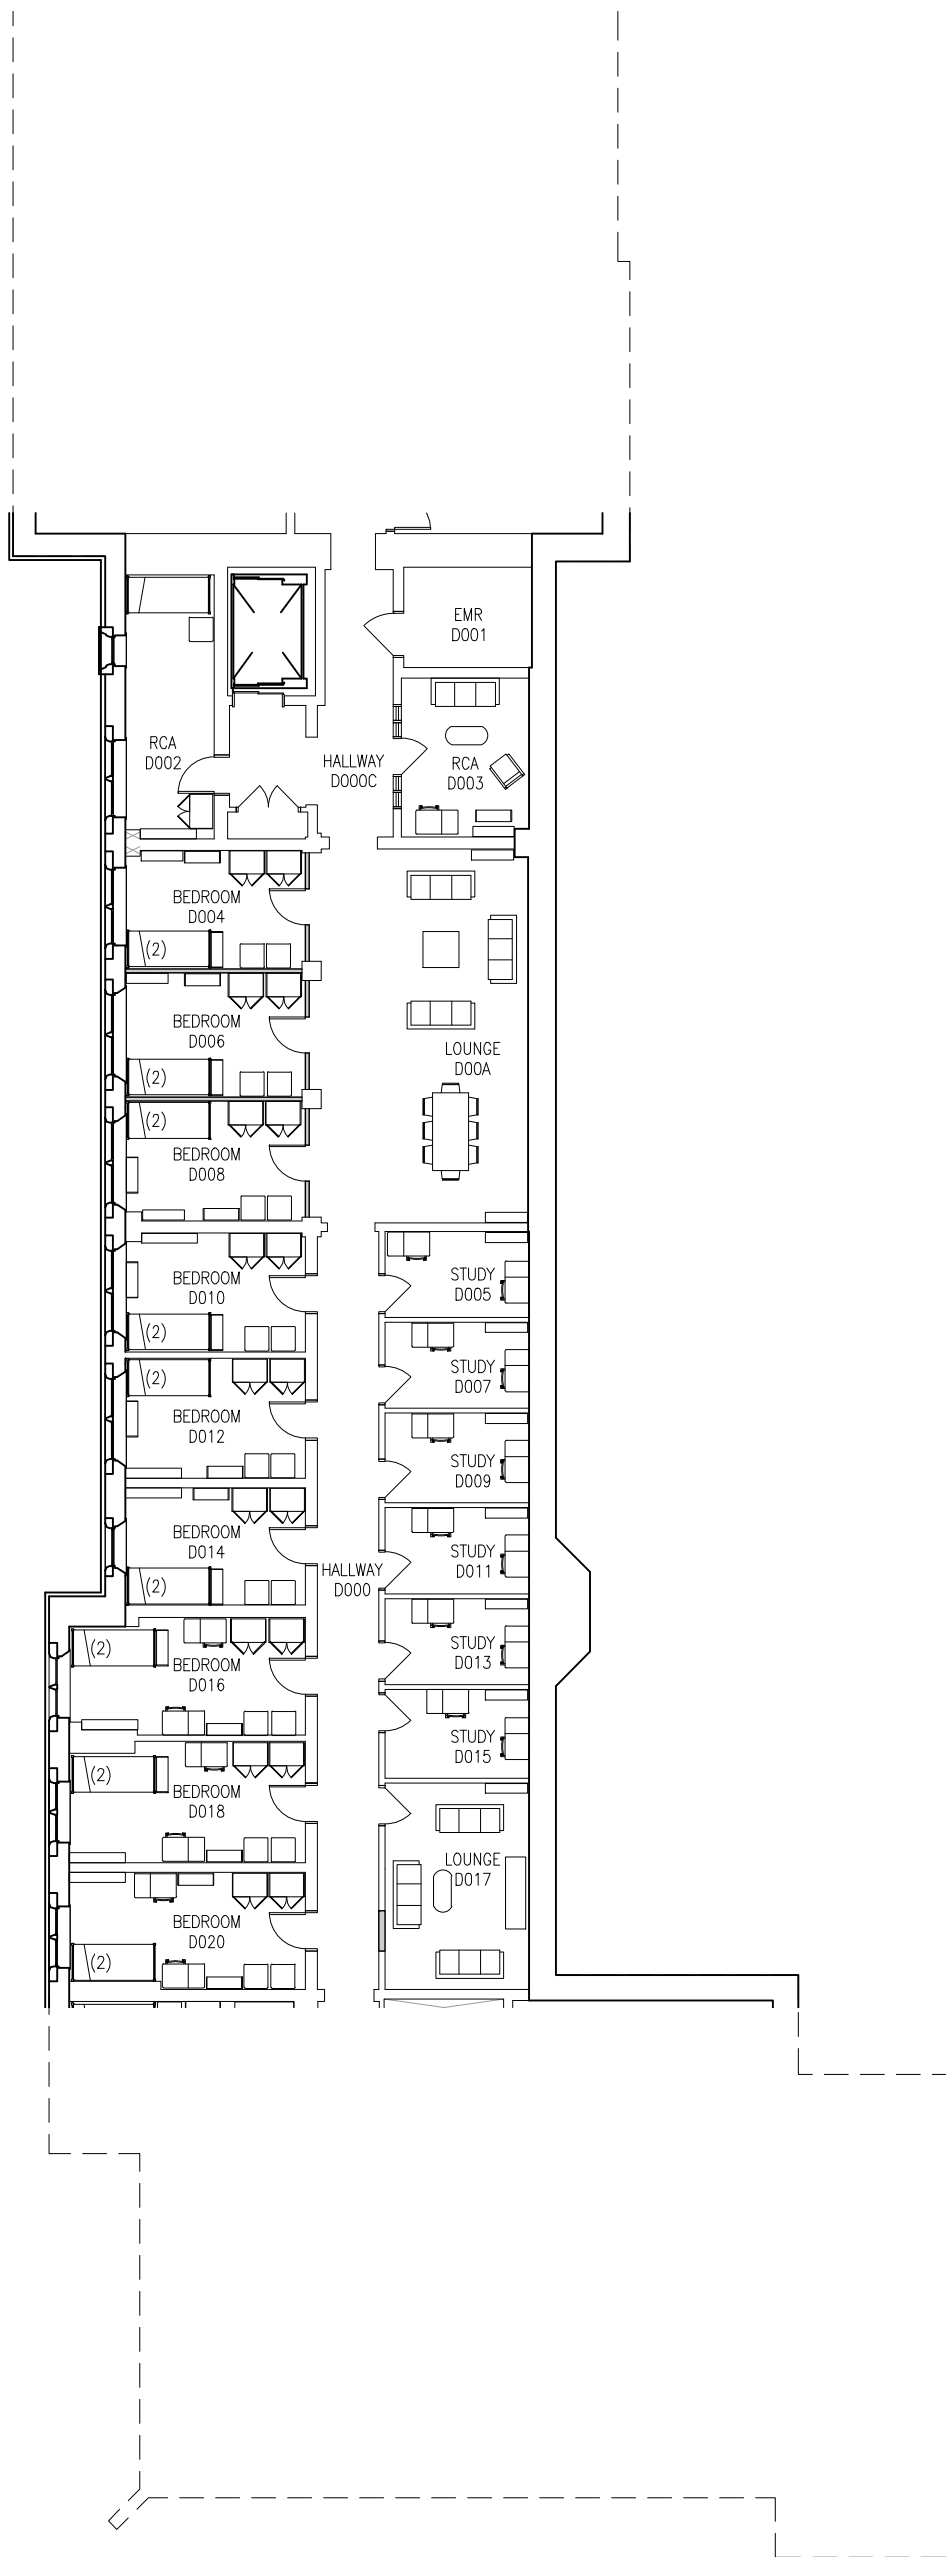 EMR
D001
RCA
D002
HALLWAY
D000C
RCA
D003
BEDROOM
D004
(2)
BEDROOM
D006
(2)
LOUNGE
D00A
(2)
BEDROOM
D008
BEDROOM
D010
(2)
STUDY
D005
STUDY
D007
(2)
BEDROOM
D012
STUDY
D009
BEDROOM
D014
(2)
STUDY
D011
HALLWAY
D000
(2)
BEDROOM
D016
STUDY
D013
STUDY
D015
(2)
BEDROOM
D018
LOUNGE
D017
BEDROOM
D020
(2)